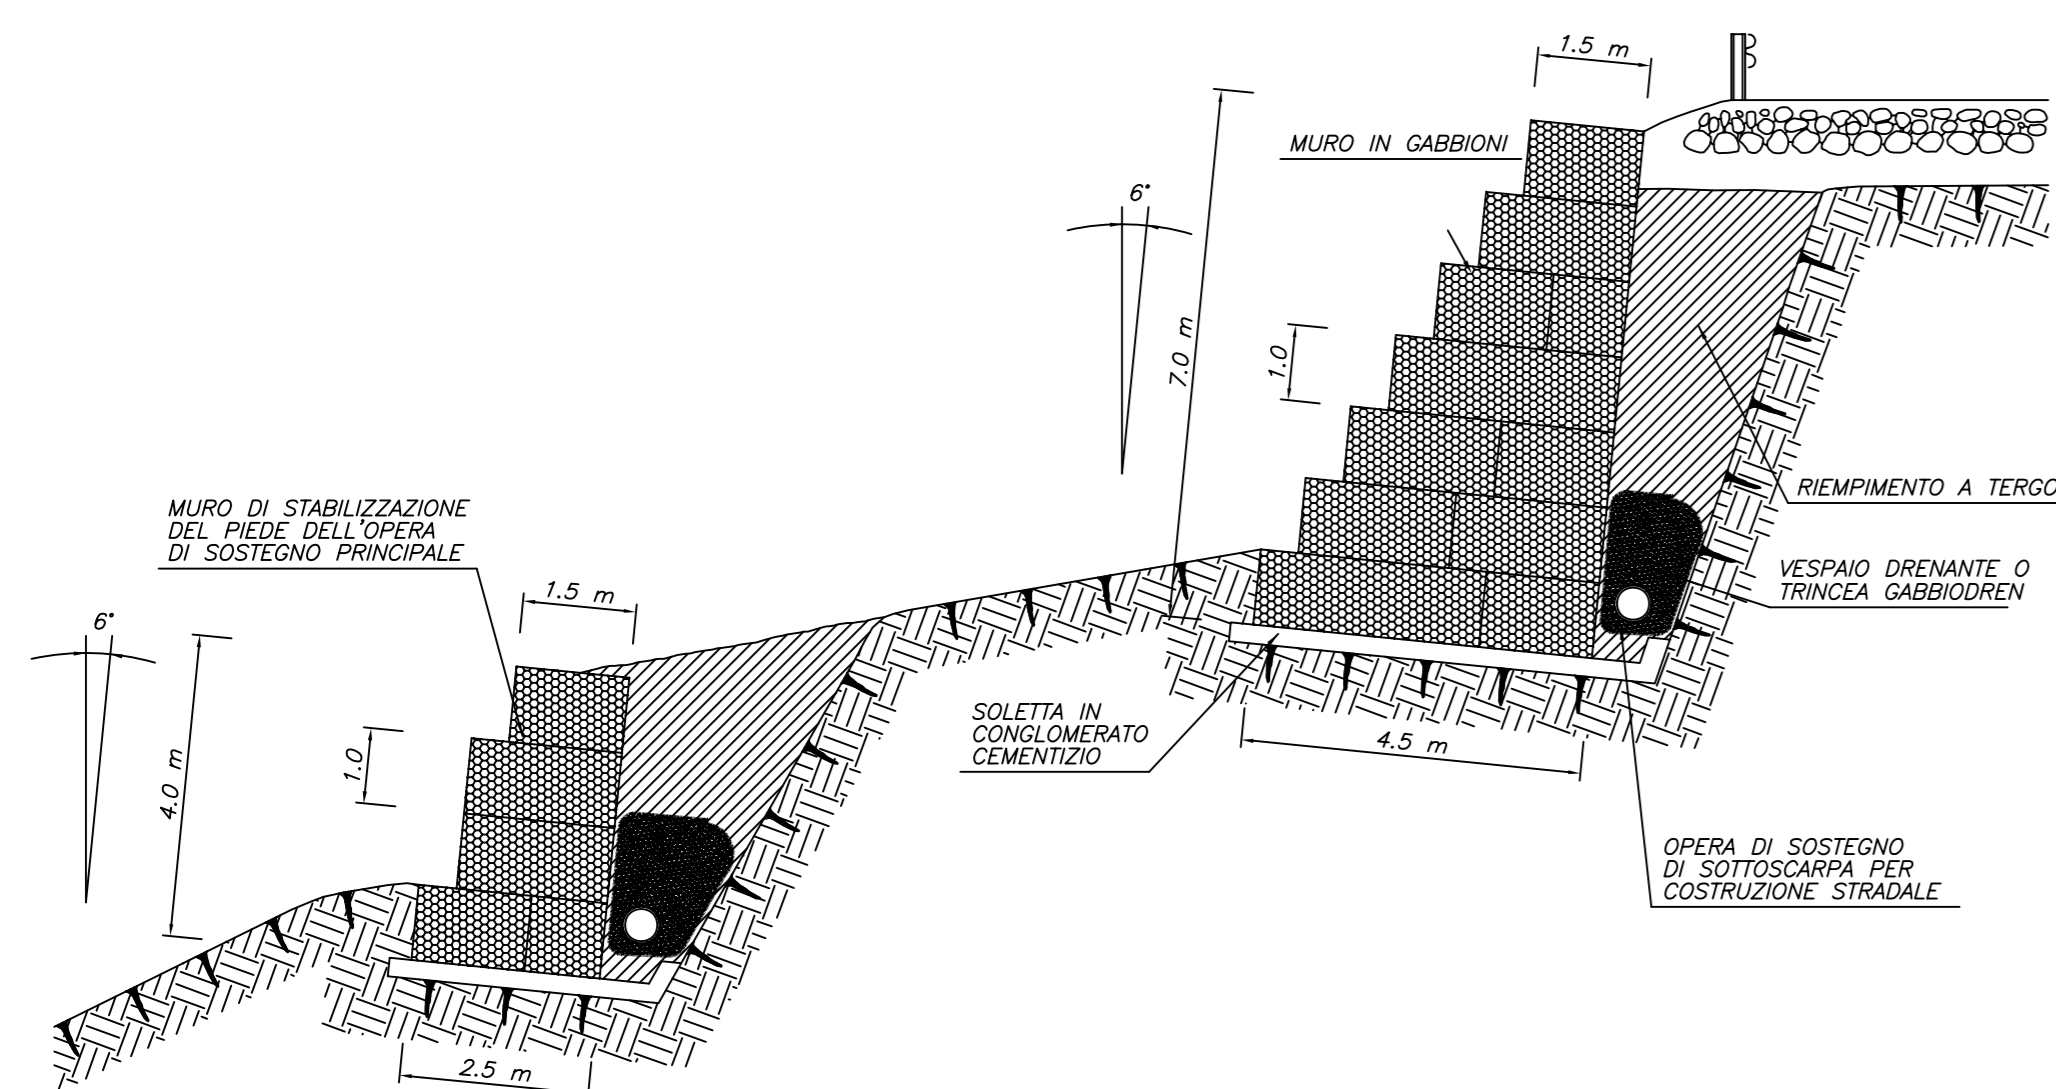 1.5 m
MURO IN GABBIONI
6°
7.0 m
1.0
RIEMPIMENTO A TERGO
MURO DI STABILIZZAZIONE
DEL PIEDE DELL'OPERA
DI SOSTEGNO PRINCIPALE
VESPAIO DRENANTE O
TRINCEA GABBIODREN
1.5 m
6°
4.0 m
1.0
SOLETTA IN
CONGLOMERATO
CEMENTIZIO
4.5 m
OPERA DI SOSTEGNO
DI SOTTOSCARPA PER
COSTRUZIONE STRADALE
2.5 m